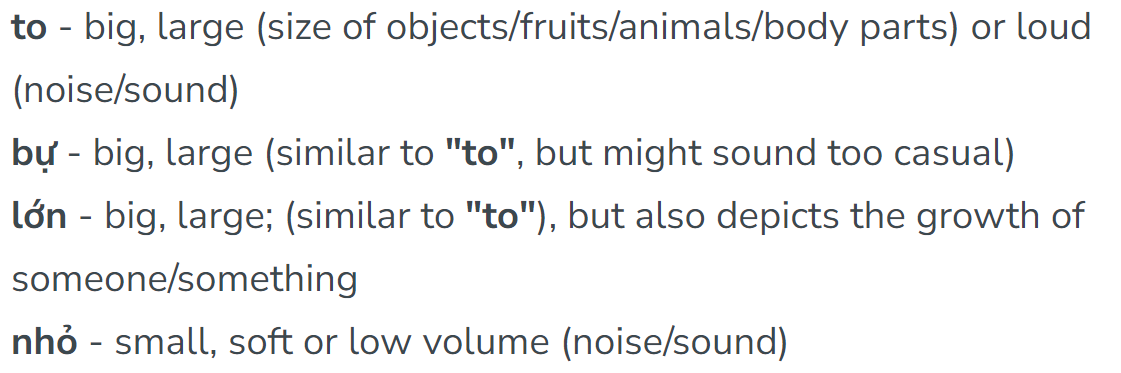 to - big, large (size of objects/fruits/animals/body parts) or loud
(noise/sound)
bự - big, large (similar to "to", but might sound too casual)
lớn - big, large; (similar to "to"), but also depicts the growth of
someone/something
nhỏ - small, soft or low volume (noise/sound)